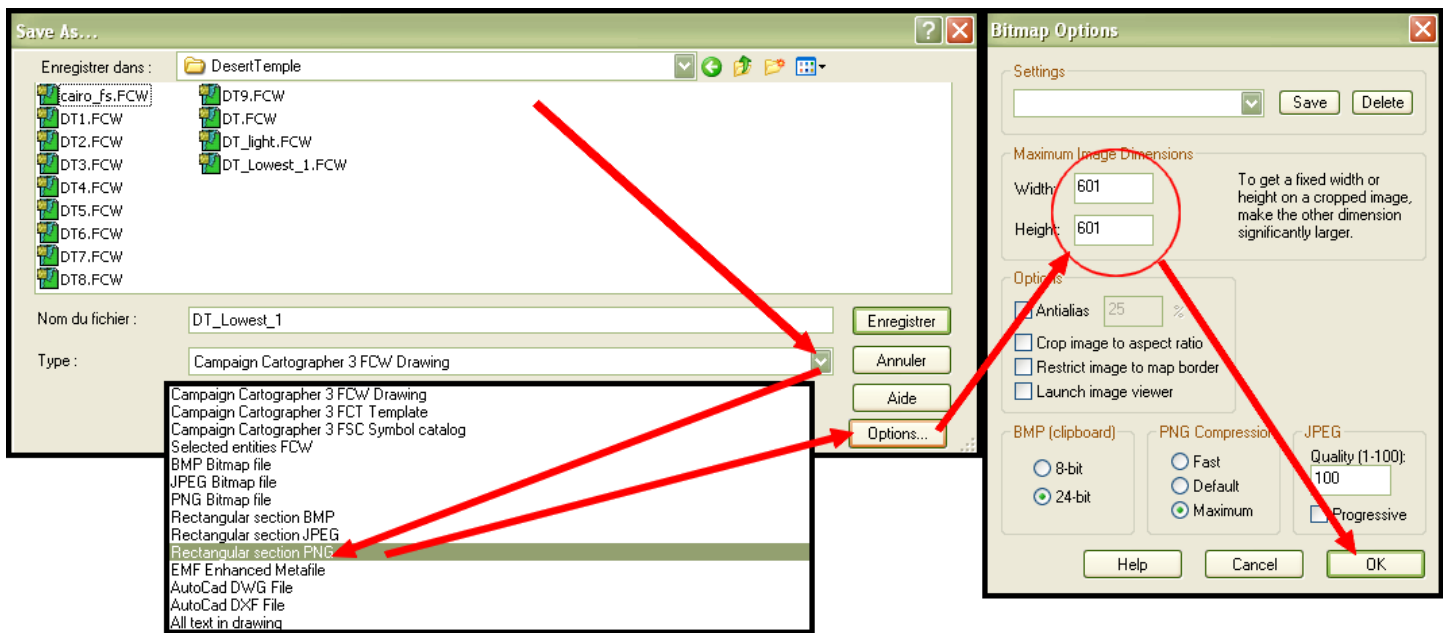 Save As...
Enregistrer dans :
DesertTemple
cairo_fs.FCW
DT1.FCW
DT2.FCW
DT3.FCW
DT4.FCW
DT5.FCW
DT6.FCW
DT7.FCW
DT8.FCW
DT9.FCW
DT.FCW
DT_light.FCW
DT_Lowest_1.FCW
Nom du fichier :
DT_Lowest_1
Enregistrer
Type :
Campaign Cartographer 3 FCW Drawing
Annuler
Aide
Options...
Campaign Cartographer 3 FCW Drawing
Campaign Cartographer 3 FCT Template
Campaign Cartographer 3 FSC Symbol catalog
Selected entities FCW
BMP Bitmap file
JPEG Bitmap file
PNG Bitmap file
Rectangular section BMP
Rectangular section JPEG
Rectangular section PNG
EMF Enhanced Metafile
AutoCad DWG File
AutoCad DXF File
All text in drawing
Bitmap Options
Settings
Save
Delete
Maximum Image Dimensions
Width: 601
Height: 601
To get a fixed width or
height on a cropped image,
make the other dimension
significantly larger.
Options
Antialias 25 %
Crop image to aspect ratio
Restrict image to map border
Launch image viewer
BMP (clipboard)
8-bit
24-bit
PNG Compression
Fast
Default
Maximum
JPEG
Quality (1-100):
100
Progressive
Help
Cancel
OK